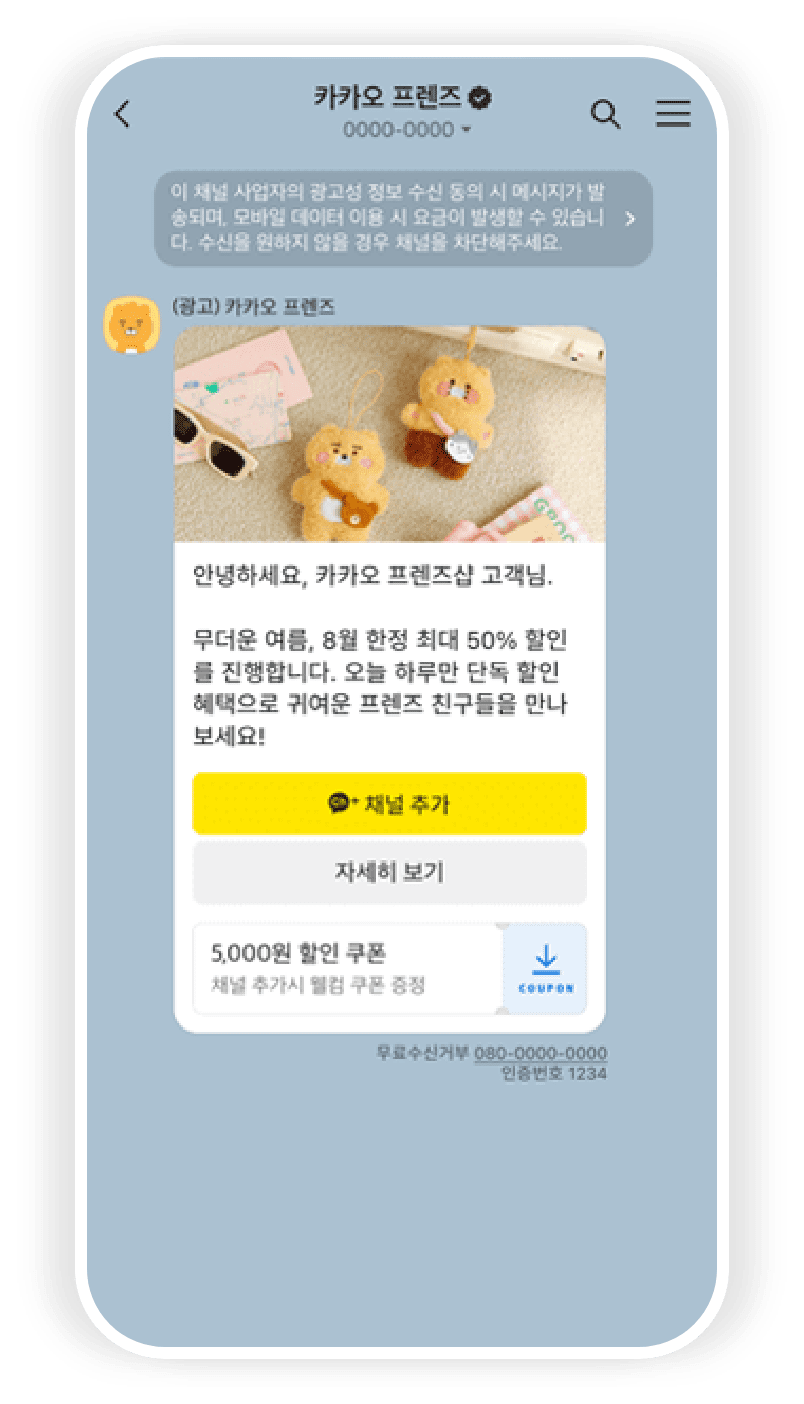 카카오 프렌즈
0000-0000
이 채널 사업자의 광고성 정보 수신 동의 시 메시지가 발
송되며, 모바일 데이터 이용 시 요금이 발생할 수 있습니
다. 수신을 원하지 않을 경우 채널을 차단해주세요.
(광고) 카카오 프렌즈
안녕하세요, 카카오 프렌즈샵 고객님.
무더운 여름, 8월 한정 최대 50% 할인
를 진행합니다. 오늘 하루만 단독 할인
혜택으로 귀여운 프렌즈 친구들을 만나
보세요!
채널 추가
자세히 보기
5,000원 할인 쿠폰
채널 추가시 웰컴 쿠폰 증정
COUPON
무료수신거부 080-0000-0000
인증번호 1234